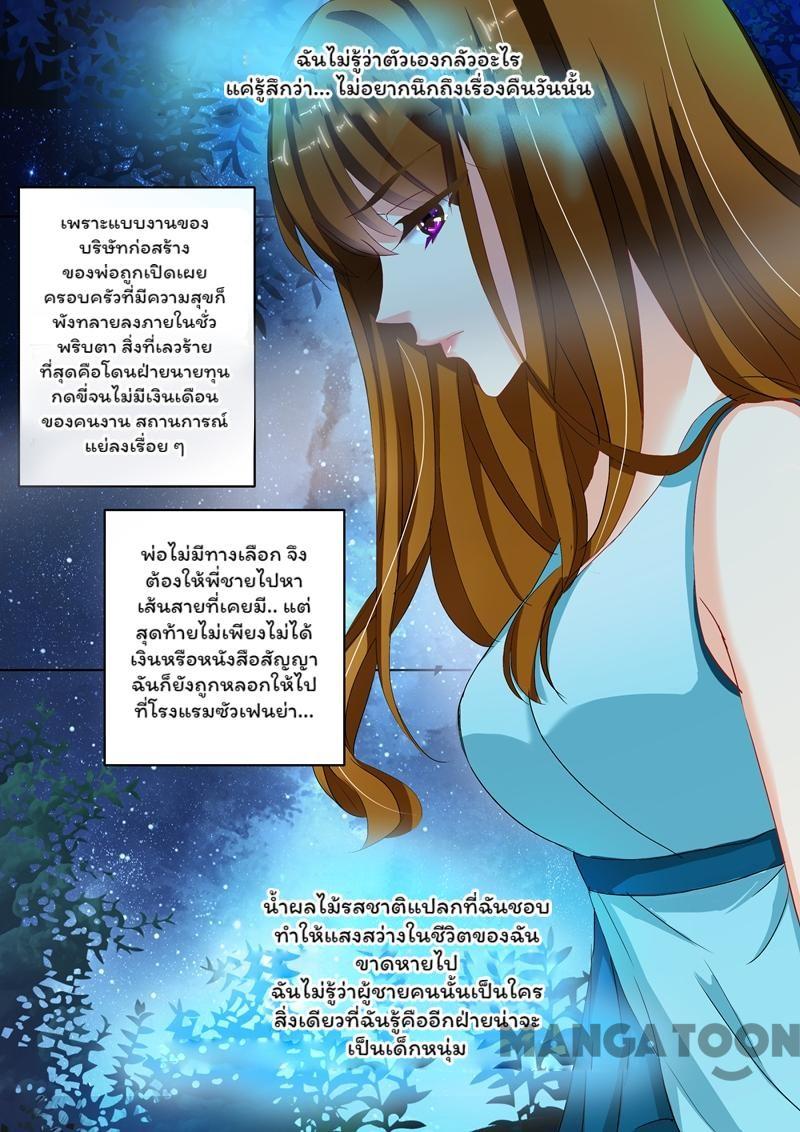 ฉันไม่รู้ว่าตัวเองกลัวอะไร
แค่รู้สึกว่า... ไม่อยากนึกถึงเรื่องคืนวันนั้น
เพราะแบบงานของ
บริษัทก่อสร้าง
ของพ่อถูกเปิดเผย
ครอบครัวที่มีความสุขก็
พังทลายลงภายในชั่ว
พริบตา สิ่งที่เลวร้าย
ที่สุดคือโดนฝ่ายนายทุน
กดขี่จนไม่มีเงินเดือน
ของคนงาน สถานการณ์
แย่ลงเรื่อย ๆ
พ่อไม่มีทางเลือก จึง
ต้องให้พี่ชายไปหา
เส้นสายที่เคยมี.. แต่
สุดท้ายไม่เพียงไม่ได้
เงินหรือหนังสือสัญญา
ฉันก็ยังถูกหลอกให้ไป
ที่โรงแรมซัวเฟนย่า...
น้ำผลไม้รสชาติแปลกที่ฉันชอบ
ทำให้แสงสว่างในชีวิตของฉัน
ขาดหายไป
ฉันไม่รู้ว่าผู้ชายคนนั้นเป็นใคร
สิ่งเดียวที่ฉันรู้คืออีกฝ่ายน่าจะ
เป็นเด็กหนุ่ม
MANGATOON